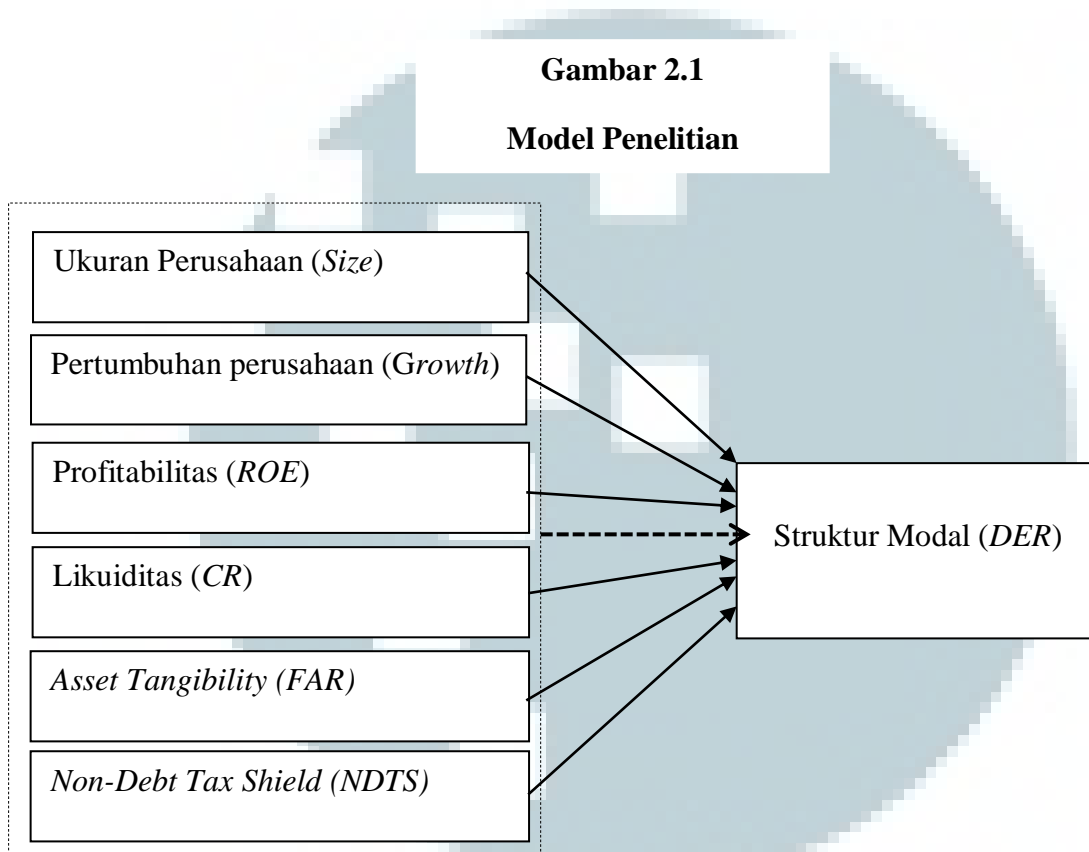 Gambar 2.1
Model Penelitian
Ukuran Perusahaan (Size)
Pertumbuhan perusahaan (Growth)
Profitabilitas (ROE)
Likuiditas (CR)
Asset Tangibility (FAR)
Non-Debt Tax Shield (NDTS)
Struktur Modal (DER)